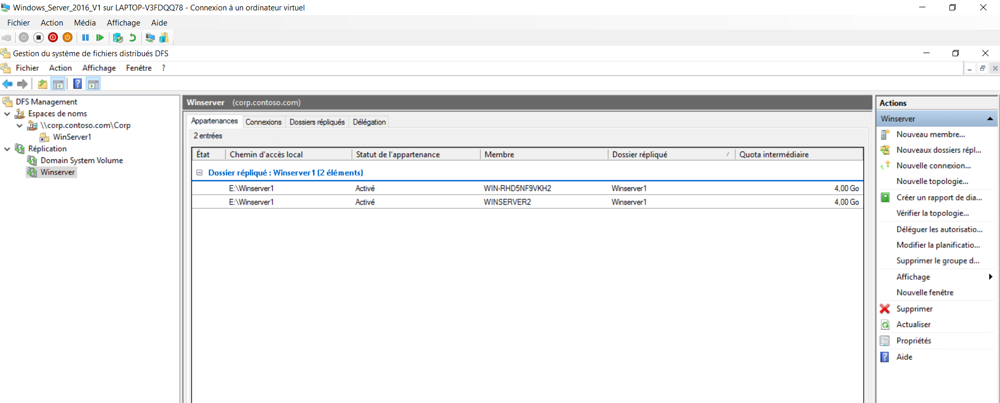 Windows_Server_2016_V1 sur LAPTOP-V3FDQQ78 - Connexion à un ordinateur virtuel
Fichier Action Média Affichage Aide
Gestion du système de fichiers distribués DFS
Fichier Action Affichage Fenêtre ?
DFS Management
Espaces de noms
\\corp.contoso.com\Corp
WinServer1
Réplication
Domain System Volume
Winserver
Winserver (corp.contoso.com)
Appartenances Connexions Dossiers répliqués Délégation
2 entrées
État Chemin d'accès local Statut de l'appartenance Membre Dossier répliqué Quota intermédiaire
Dossier répliqué : Winserver1 (2 éléments)
E:\Winserver1 Activé WIN-RHD5NF9VKH2 Winserver1 4,00 Go
E:\Winserver1 Activé WINSERVER2 Winserver1 4,00 Go
Actions
Winserver
Nouveau membre...
Nouveaux dossiers répl...
Nouvelle connexion...
Nouvelle topologie...
Créer un rapport de dia...
Vérifier la topologie...
Déléguer les autorisatio...
Modifier la planificatio...
Supprimer le groupe d...
Affichage
Nouvelle fenêtre
Supprimer
Actualiser
Propriétés
Aide